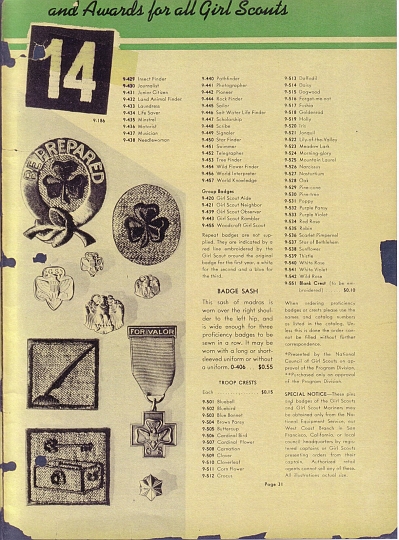 and Awards for all Girl Scouts
14
9-186
BE PREPARED
FOR VALOR
9-429 Insect Finder
9-430 Journalist
9-431 Junior Citizen
9-432 Land Animal Finder
9-433 Laundress
9-434 Life Saver
9-435 Minstrel
9-436 Motorist
9-437 Musician
9-438 Needlewoman
9-440 Pathfinder
9-441 Photographer
9-442 Pioneer
9-444 Rock Finder
9-445 Sailor
9-446 Salt Water Life Finder
9-447 Scholarship
9-448 Scribe
9-449 Signaler
9-450 Star Finder
9-451 Swimmer
9-452 Telegrapher
9-453 Tree Finder
9-454 Wild Flower Finder
9-456 World Interpreter
9-457 World Knowledge
Group Badges
9-420 Girl Scout Aide
9-421 Girl Scout Neighbor
9-479 Girl Scout Observer
9-443 Girl Scout Rambler
9-455 Woodcraft Girl Scout
Repeat badges are not supplied. They are indicated by a
red line embroidered by the
Girl Scout around the original
badge for the first year, a white
for the second and a blue for
the third.
BADGE SASH
This sash of madras is
worn over the right shoulder
to the left hip, and
is wide enough for three
proficiency badges to be
sewn in a row. It may be
worn with a long or short-
sleeved uniform or without
a uniform. 0-406 . . $0.55
TROOP CRESTS
Each . . . $0.15
9-501 Bluebell
9-502 Bluebird
9-503 Blue Bonnet
9-504 Brown Pansy
9-505 Buttercup
9-506 Cardinal Bird
9-507 Cardinal Flower
9-508 Carnation
9-509 Clover
9-510 Cloverleaf
9-511 Corn Flower
9-512 Crocus
9-513 Daffodil
9-514 Daisy
9-515 Dogwood
9-516 Forget-me-not
9-517 Fuchsia
9-518 Goldenrod
9-519 Holly
9-520 Iris
9-521 Jonquil
9-522 Lily-of-the-Valley
9-523 Meadow Lark
9-524 Morning-glory
9-525 Mountain Laurel
9-526 Narcissus
9-527 Nasturtium
9-528 Oak
9-529 Pine-cone
9-530 Pine-tree
9-531 Poppy
9-532 Purple Pansy
9-533 Purple Violet
9-534 Red Rose
9-535 Robin
9-536 Scarlet Pimpernel
9-537 Star of Bethlehem
9-538 Sunflower
9-539 Thistle
9-540 White Rose
9-541 White Violet
9-542 Wild Rose
9-551 Blank Crest (to be embroidered) $0.10
When ordering proficiency
badges or crests please use the
names and catalog numbers
as listed in the catalog. Unless
this is done the order cannot
be filled without further
correspondence.
*Presented by the National
Council of Girl Scouts on approval
of the Program Division.
***Purchased only on approval
of the Program Division.
SPECIAL NOTICE—These pins
and badges of the Girl Scouts
and Girl Scout Mariners may
be obtained only from the National
Equipment Service, our
West Coast Branch in San
Francisco, California, or local
council headquarters by registered
captains of Girl Scouts
presenting orders from their
captain. Authorized retail
agents cannot sell any of these.
All illustrations actual size.
Page 31